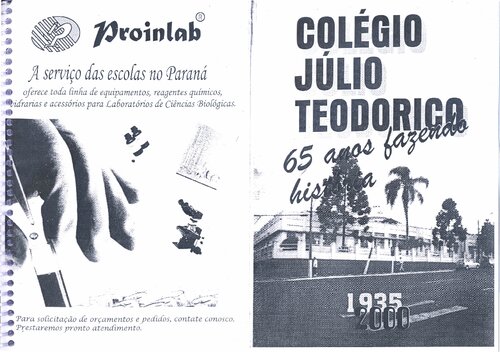 Proinlab®
A serviço das escolas no Paraná
oferece toda linha de equipamentos, reagentes químicos,
vidrarias e acessórios para Laboratórios de Ciências Biológicas.
Para solicitação de orçamentos e pedidos, contate conosco.
Prestaremos pronto atendimento.
COLÉGIO
JÚLIO
TEODORICO
65 anos fazendo
história
1935
2000